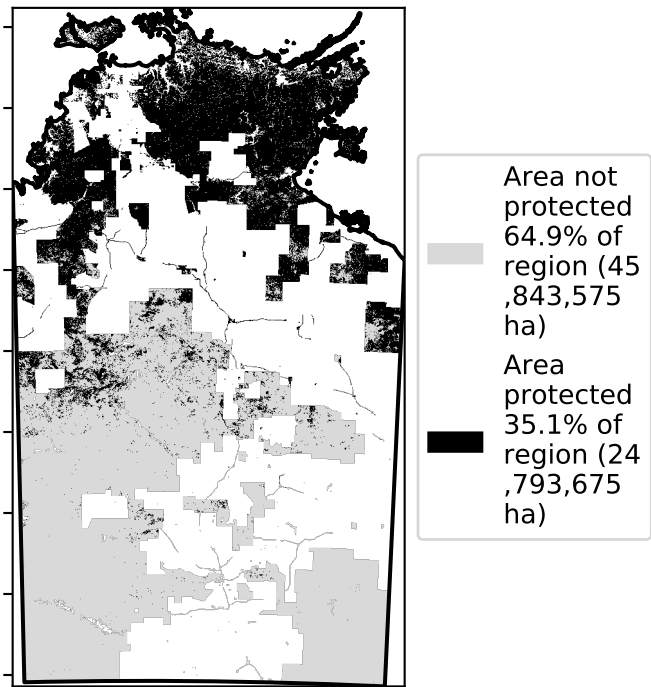 Area not
protected
64.9% of
region (45
,843,575
ha)
Area
protected
35.1% of
region (24
,793,675
ha)